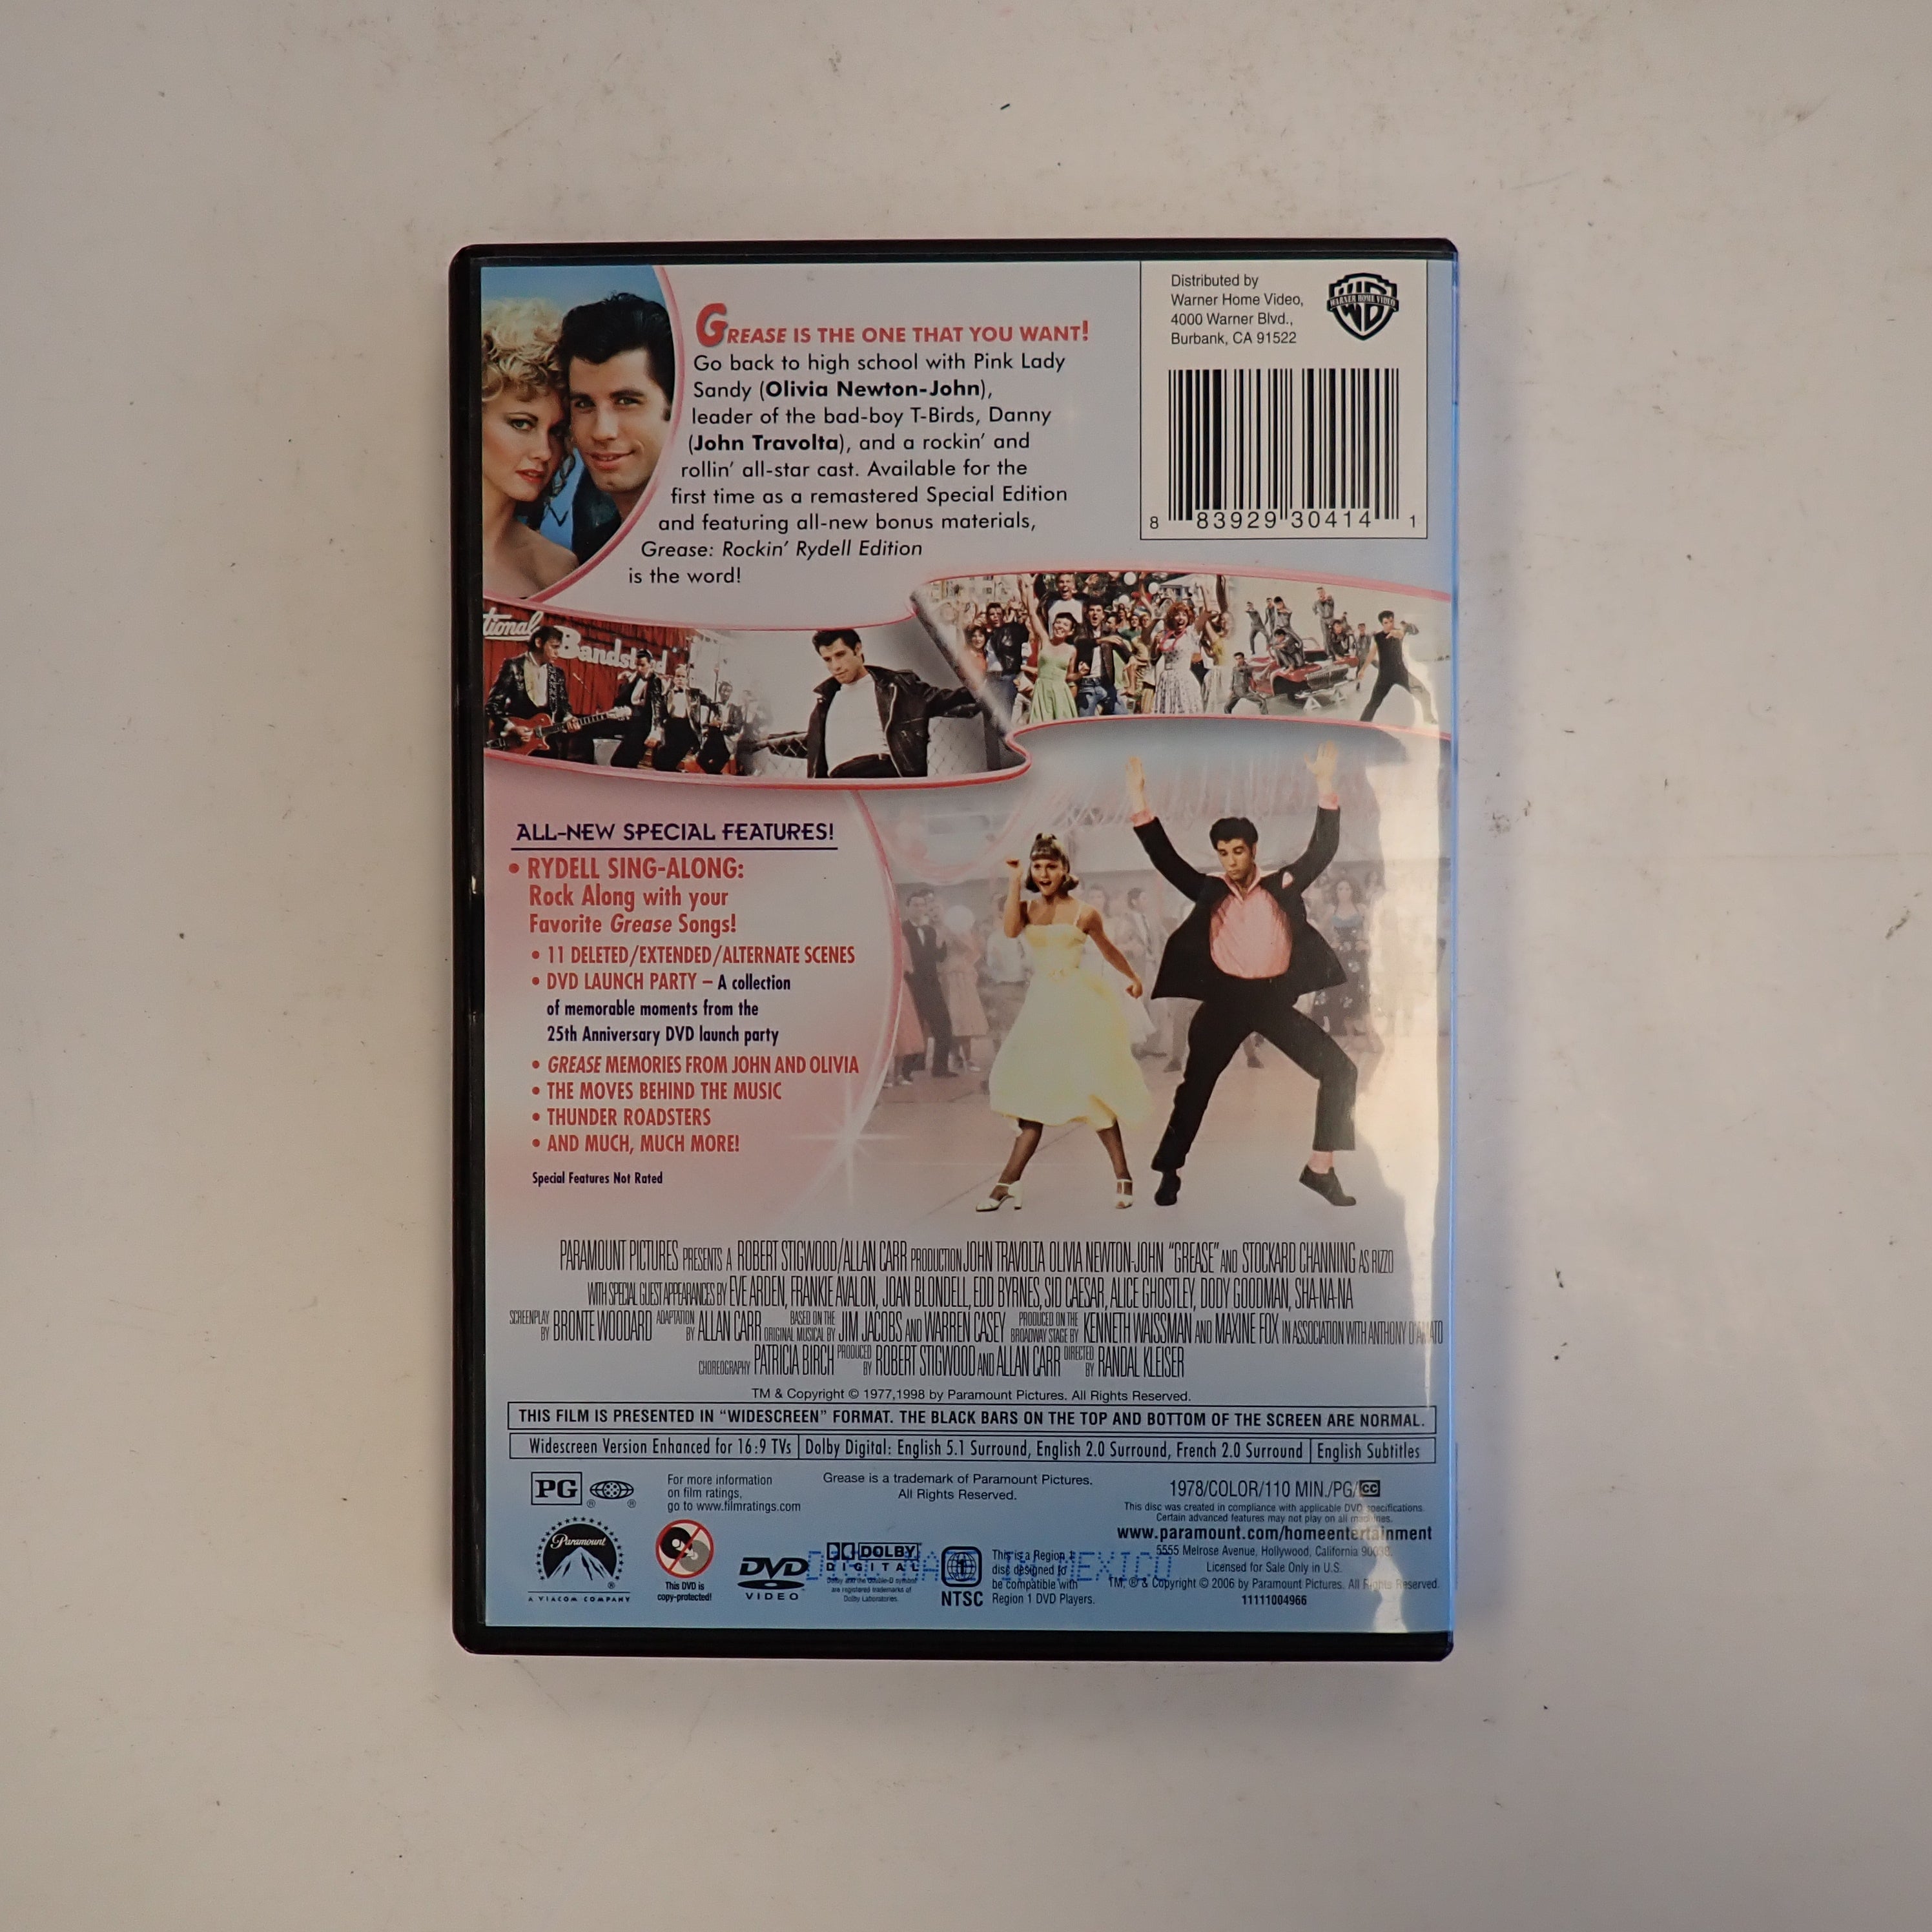 GREASE IS THE ONE THAT YOU WANT!
Go back to high school with Pink Lady
Sandy (Olivia Newton-John),
leader of the bad-boy T-Birds, Danny
(John Travolta), and a rockin' and
rollin' all-star cast. Available for the
first time as a remastered Special Edition
and featuring all-new bonus materials,
Grease: Rockin' Rydell Edition
is the word!
Distributed by
Warner Home Video,
4000 Warner Blvd.,
Burbank, CA 91522
WARNER HOME VIDEO
8 83929 30414 1
tional
Bandstand
ALL-NEW SPECIAL FEATURES!
• RYDELL SING-ALONG:
Rock Along with your
Favorite Grease Songs!
• 11 DELETED/EXTENDED/ALTERNATE SCENES
• DVD LAUNCH PARTY – A collection
of memorable moments from the
25th Anniversary DVD launch party
• GREASE MEMORIES FROM JOHN AND OLIVIA
• THE MOVES BEHIND THE MUSIC
• THUNDER ROADSTERS
• AND MUCH, MUCH MORE!
Special Features Not Rated
PARAMOUNT PICTURES PRESENTS A ROBERT STIGWOOD/ALLAN CARR PRODUCTION JOHN TRAVOLTA OLIVIA NEWTON-JOHN "GREASE" AND STOCKARD CHANNING AS RIZZO
WITH SPECIAL GUEST APPEARANCES BY EVE ARDEN, FRANKIE AVALON, JOAN BLONDELL, EDD BYRNES, SID CAESAR, ALICE GHOSTLEY, DODY GOODMAN, SHA-NA-NA
SCREENPLAY BY BRONTE WOODARD ADAPTATION BY ALLAN CARR BASED ON THE ORIGINAL MUSICAL BY JIM JACOBS AND WARREN CASEY PRODUCED ON THE BROADWAY STAGE BY KENNETH WAISSMAN AND MAXINE FOX IN ASSOCIATION WITH ANTHONY D'AMATO
CHOREOGRAPHY PATRICIA BIRCH PRODUCED BY ROBERT STIGWOOD AND ALLAN CARR DIRECTED BY RANDAL KLEISER
TM & Copyright © 1977,1998 by Paramount Pictures. All Rights Reserved.
THIS FILM IS PRESENTED IN "WIDESCREEN" FORMAT. THE BLACK BARS ON THE TOP AND BOTTOM OF THE SCREEN ARE NORMAL.
Widescreen Version Enhanced for 16:9 TVs | Dolby Digital: English 5.1 Surround, English 2.0 Surround, French 2.0 Surround | English Subtitles
PG ® ®
For more information
on film ratings,
go to www.filmratings.com
Grease is a trademark of Paramount Pictures.
All Rights Reserved.
1978/COLOR/110 MIN./PG/CC
This disc was created in compliance with applicable DVD specifications.
Certain advanced features may not play on all machines.
www.paramount.com/homeentertainment
5555 Melrose Avenue, Hollywood, California 90038
Licensed for Sale Only in U.S.
TM, ® & Copyright © 2006 by Paramount Pictures. All Rights Reserved.
11111004966
Paramount ®
A VIACOM COMPANY
This DVD is
copy-protected!
DVD
VIDEO
DOLBY
DIGITAL
Dolby and the double-D symbol
are registered trademarks of
Dolby Laboratories.
1
NTSC
This is a Region 1
disc designed to
be compatible with
Region 1 DVD Players.
MEXICO